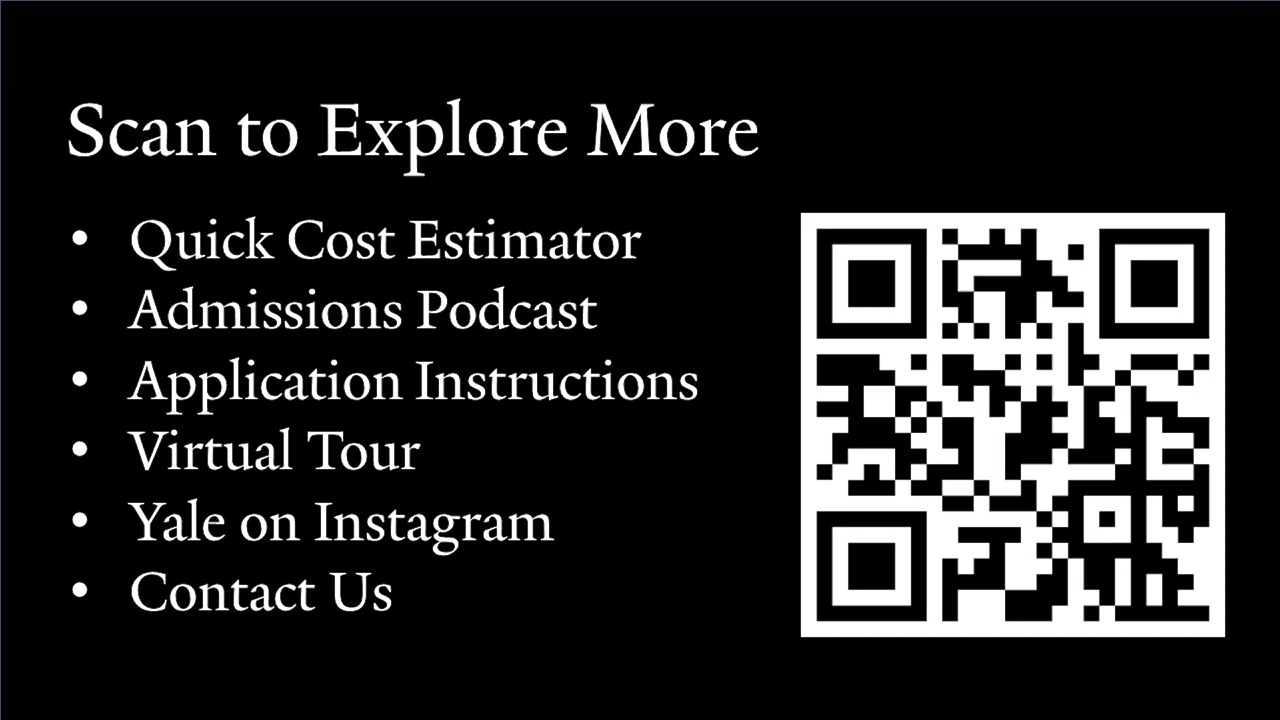 Scan to Explore More
• Quick Cost Estimator
• Admissions Podcast
• Application Instructions
• Virtual Tour
• Yale on Instagram
• Contact Us